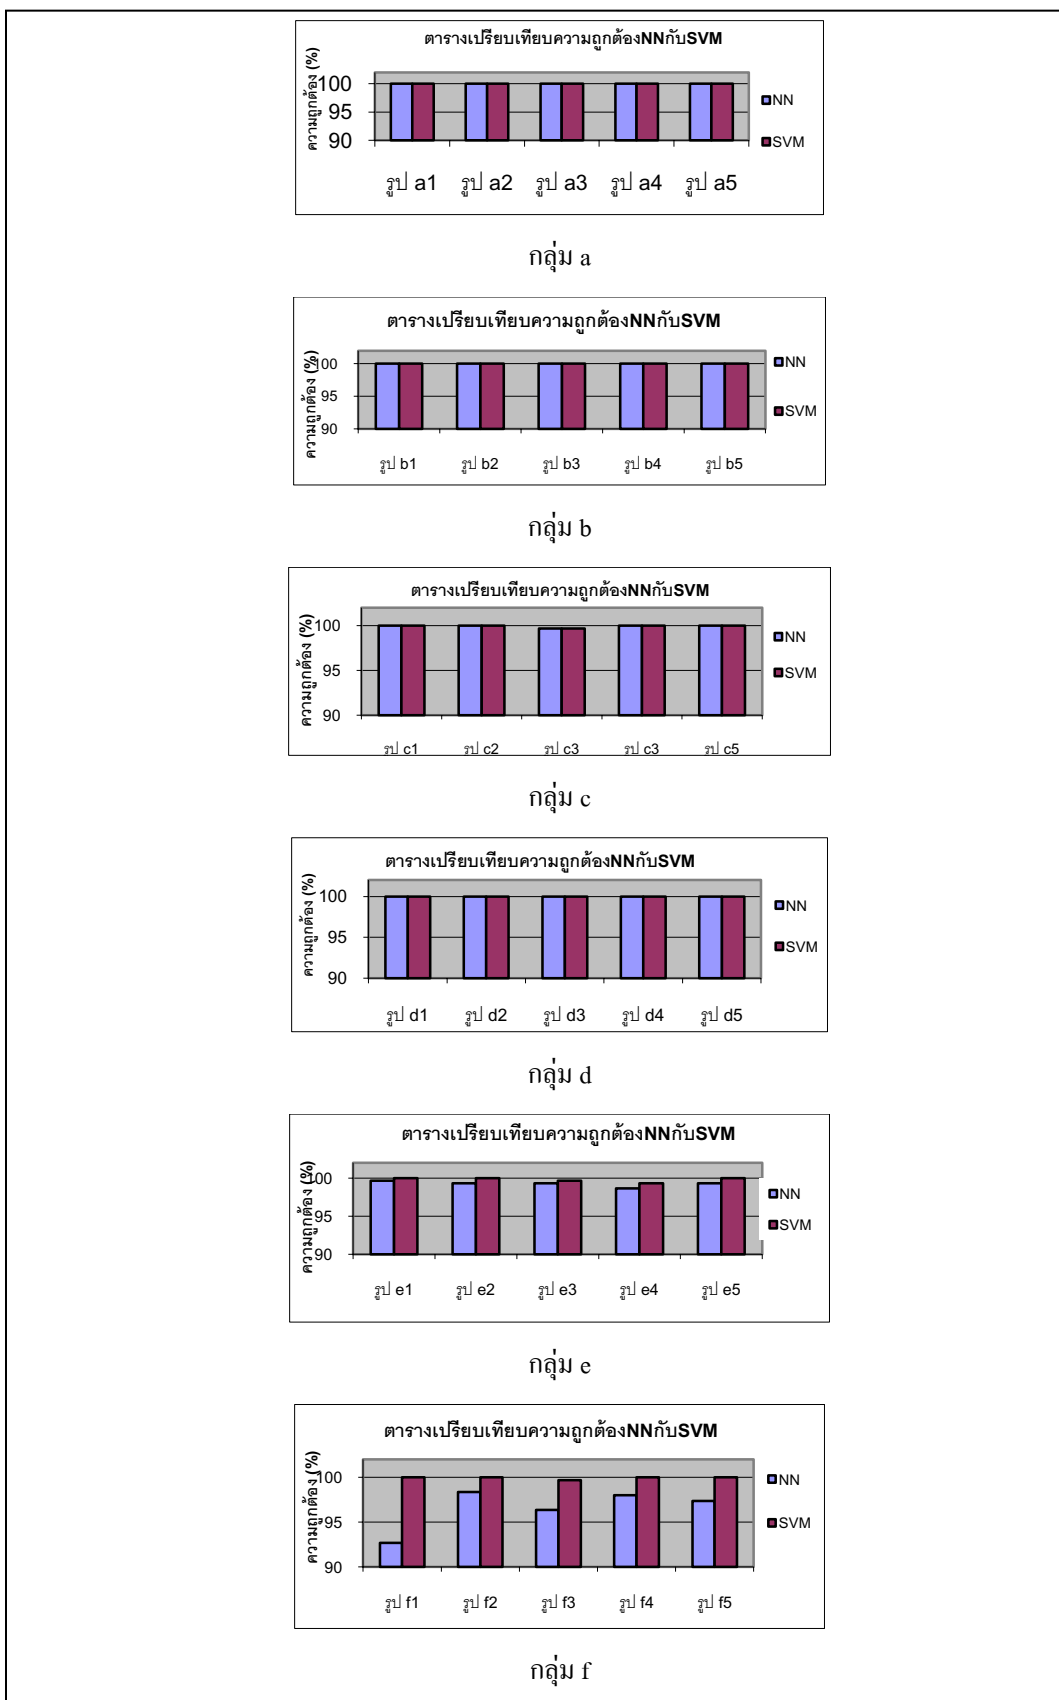 ตารางเปรียบเทียบความถูกต้องNNกับSVM
ความถูกต้อง (%)
100
95
90
NN
SVM
รูป a1 รูป a2 รูป a3 รูป a4 รูป a5
กลุ่ม a
ตารางเปรียบเทียบความถูกต้องNNกับSVM
ความถูกต้อง (%)
100
95
90
NN
SVM
รูป b1 รูป b2 รูป b3 รูป b4 รูป b5
กลุ่ม b
ตารางเปรียบเทียบความถูกต้องNNกับSVM
ความถูกต้อง (%)
100
95
90
NN
SVM
รูป c1 รูป c2 รูป c3 รูป c3 รูป c5
กลุ่ม c
ตารางเปรียบเทียบความถูกต้องNNกับSVM
ความถูกต้อง (%)
100
95
90
NN
SVM
รูป d1 รูป d2 รูป d3 รูป d4 รูป d5
กลุ่ม d
ตารางเปรียบเทียบความถูกต้องNNกับSVM
ความถูกต้อง (%)
100
95
90
NN
SVM
รูป e1 รูป e2 รูป e3 รูป e4 รูป e5
กลุ่ม e
ตารางเปรียบเทียบความถูกต้องNNกับSVM
ความถูกต้อง (%)
100
95
90
NN
SVM
รูป f1 รูป f2 รูป f3 รูป f4 รูป f5
กลุ่ม f